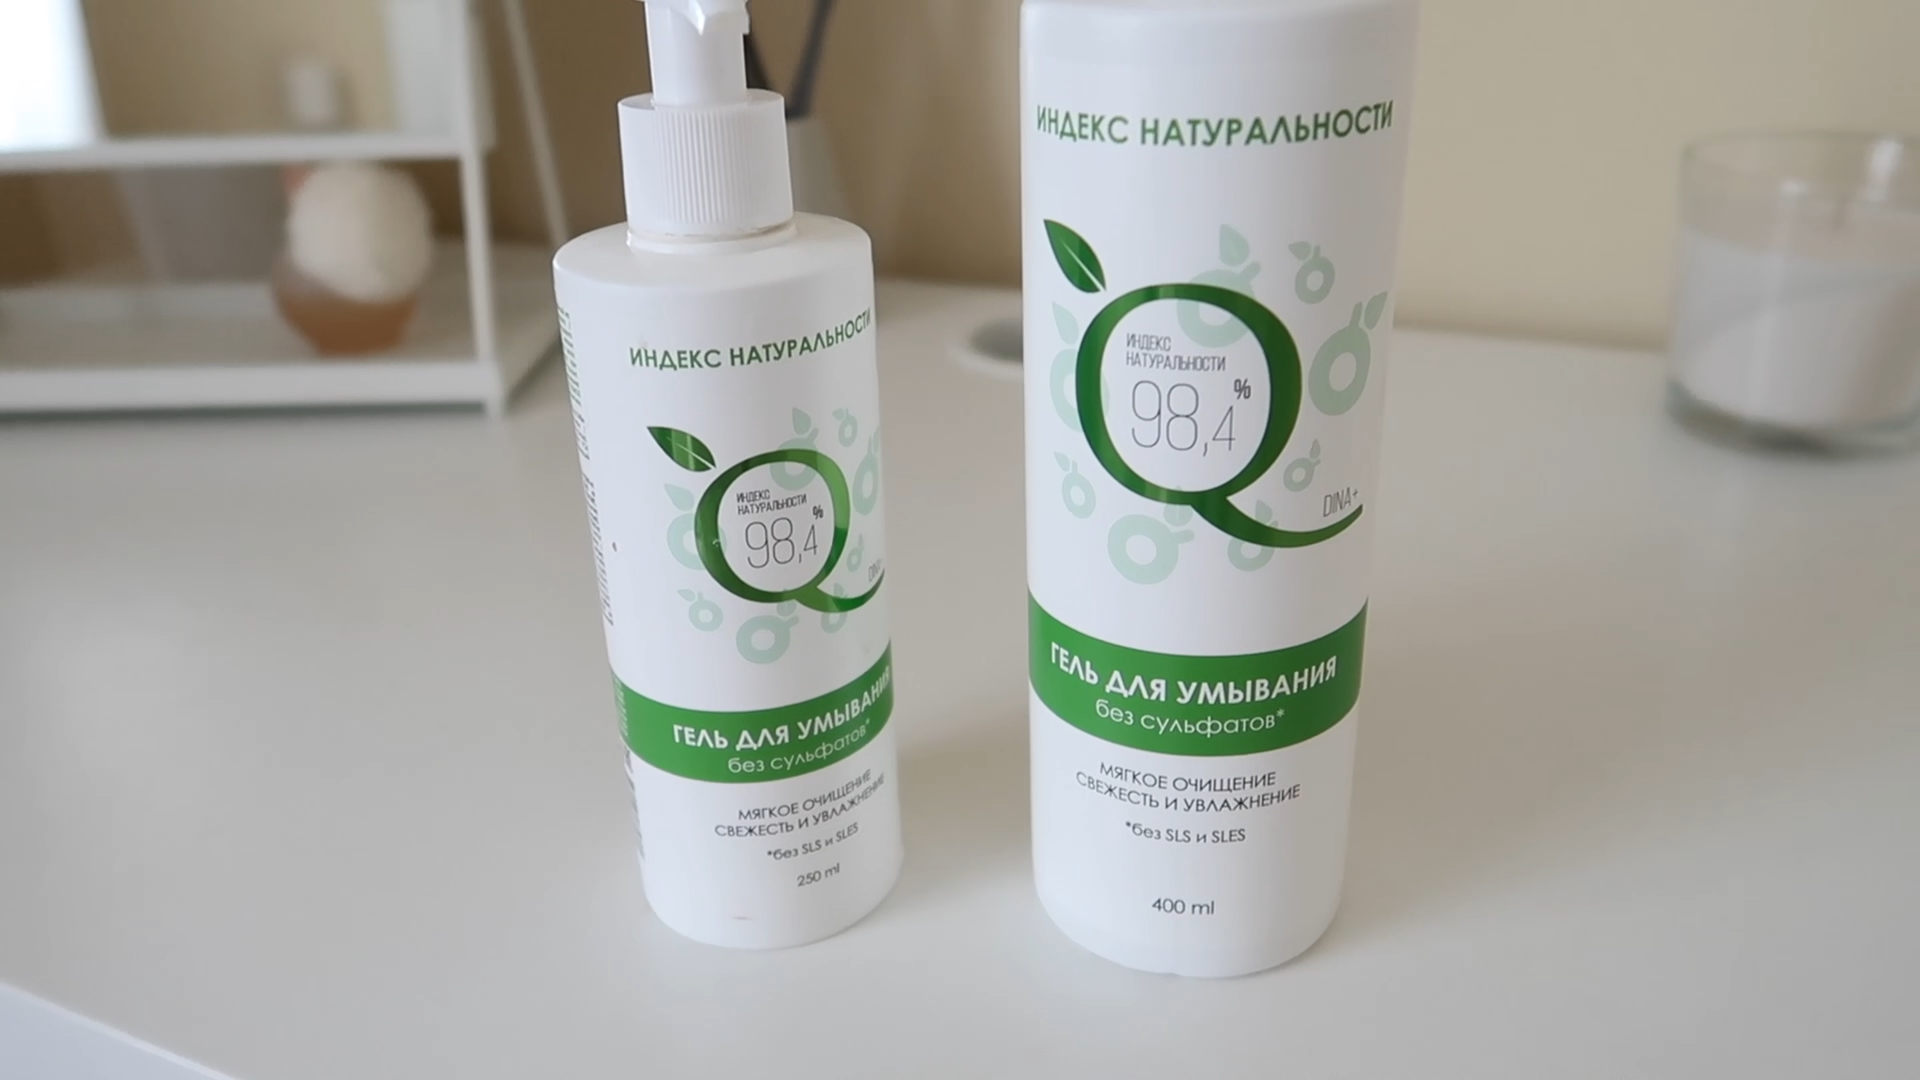 ИНДЕКС НАТУРАЛЬНОСТИ
ИНДЕКС
НАТУРАЛЬНОСТИ
98,4%
DINA+
ГЕЛЬ ДЛЯ УМЫВАНИЯ
без сульфатов*
МЯГКОЕ ОЧИЩЕНИЕ
СВЕЖЕСТЬ И УВЛАЖНЕНИЕ
*без SLS и SLES
250 ml
ИНДЕКС НАТУРАЛЬНОСТИ
ИНДЕКС
НАТУРАЛЬНОСТИ
98,4%
DINA+
ГЕЛЬ ДЛЯ УМЫВАНИЯ
без сульфатов*
МЯГКОЕ ОЧИЩЕНИЕ
СВЕЖЕСТЬ И УВЛАЖНЕНИЕ
*без SLS и SLES
400 ml